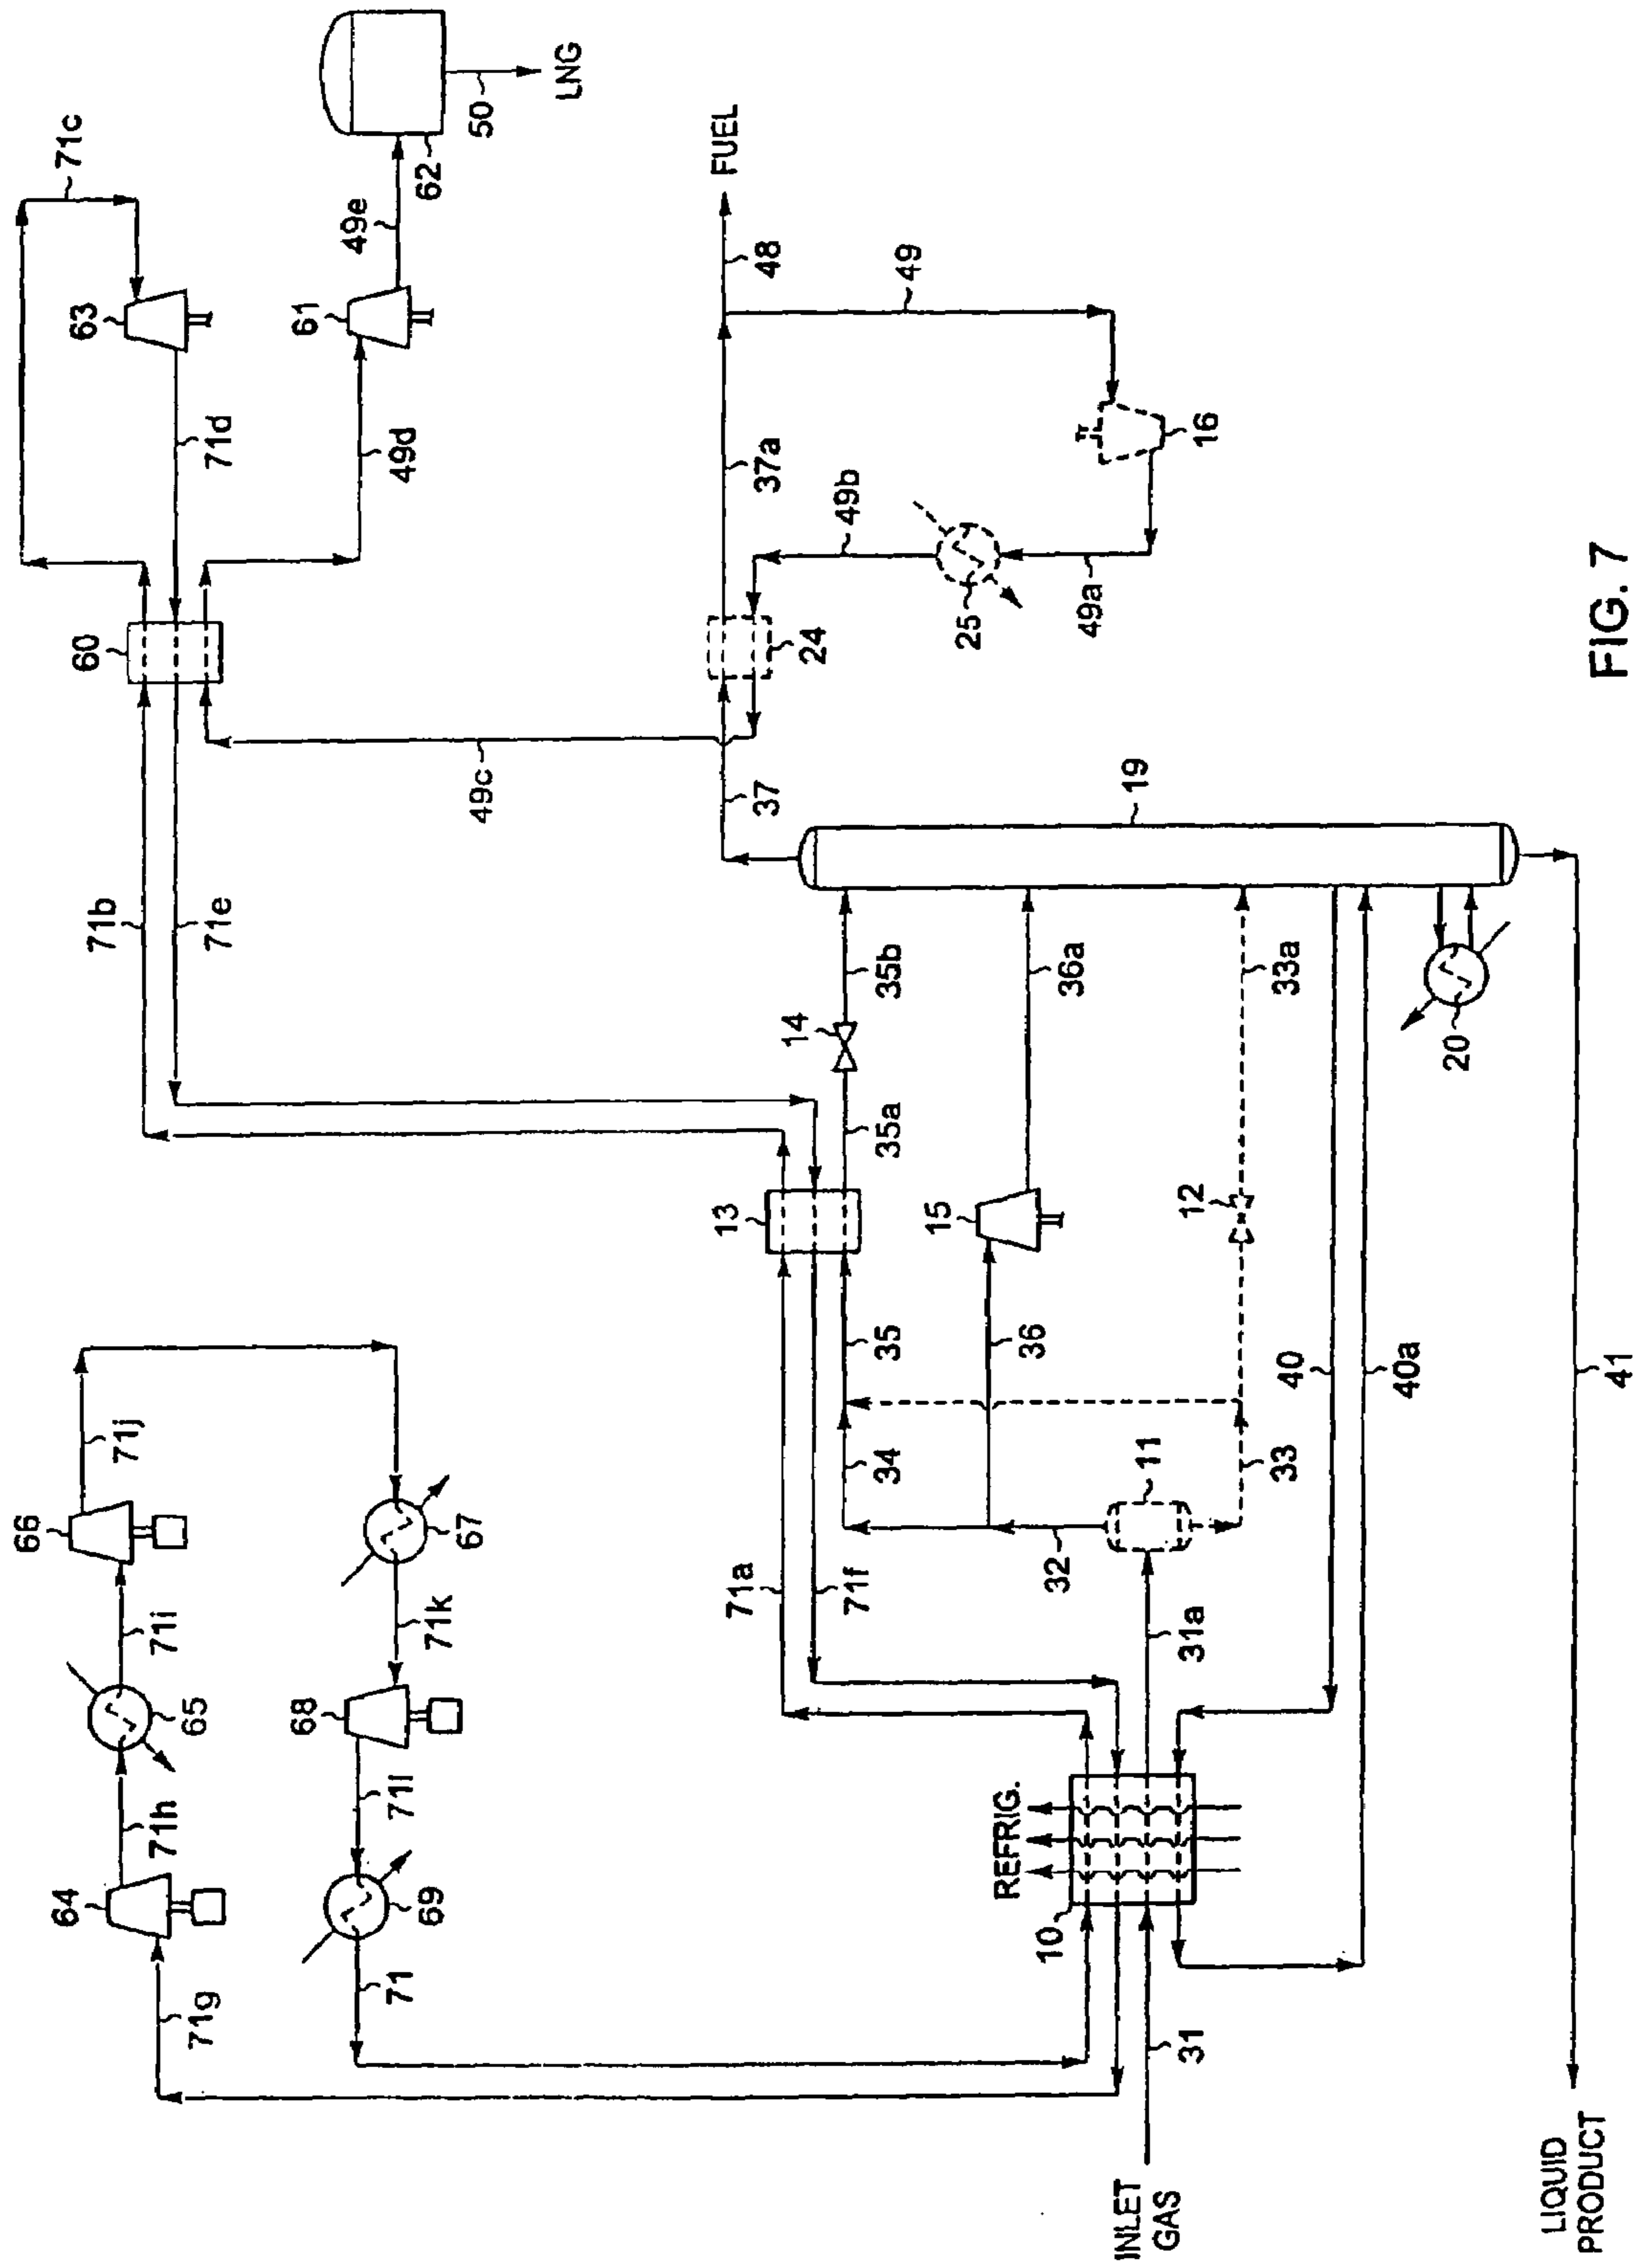 66
71c
64
63
60
71b
71j
71h
71i
65
71g
71d
71e
68
61
49e
71
71l
69
71k
67
49d
62
50
49c
LNG
13
71a
FUEL
37
37a
48
14
24
49b
71f
34
35
35a
35b
49
15
25
REFRIG.
10
32
36
36a
49a
INLET
GAS
11
19
12
16
31
31a
33
33a
40
40a
20
LIQUID
PRODUCT
41
FIG. 7